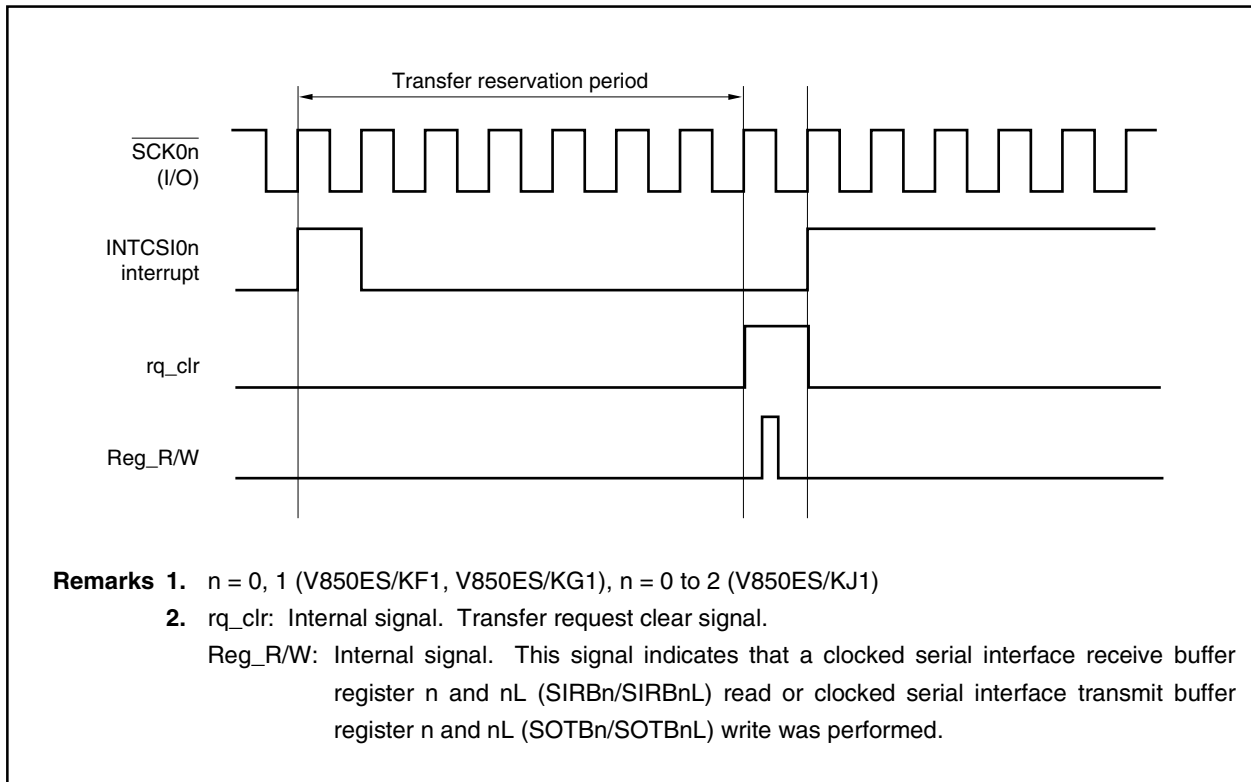 Transfer reservation period
SCK0n
(I/O)
INTCSI0n
interrupt
rq_clr
Reg_R/W
Remarks 1. n = 0, 1 (V850ES/KF1, V850ES/KG1), n = 0 to 2 (V850ES/KJ1)
2. rq_clr: Internal signal. Transfer request clear signal.
Reg_R/W: Internal signal. This signal indicates that a clocked serial interface receive buffer
register n and nL (SIRBn/SIRBnL) read or clocked serial interface transmit buffer
register n and nL (SOTBn/SOTBnL) write was performed.